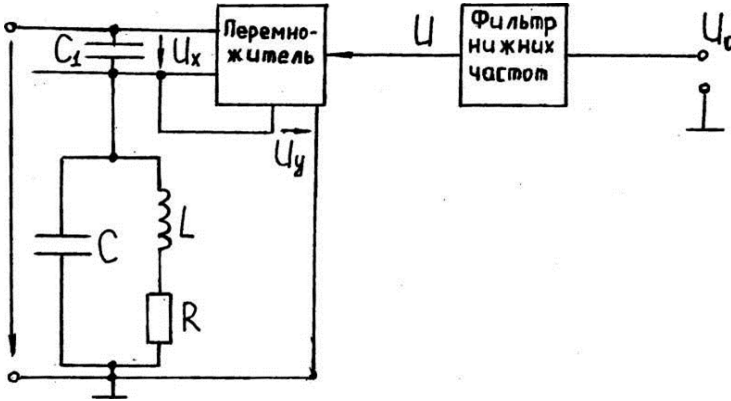 Перемно-
житель
Фильтр
нижних
частот
C₁
Uₓ
U
U
Uy
C
L
R